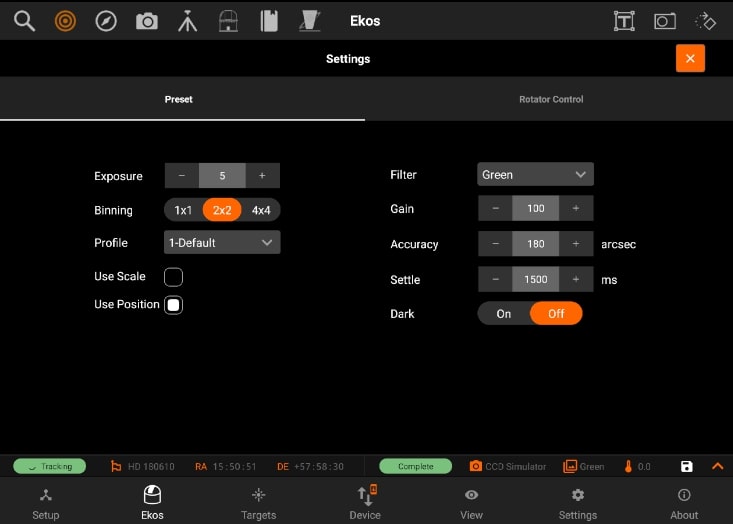 Ekos
T
Settings
×
Preset
Rotator Control
Exposure - 5 +
Binning 1x1 2x2 4x4
Profile 1-Default
Use Scale
Use Position
Filter Green
Gain - 100 +
Accuracy - 180 + arcsec
Settle - 1500 + ms
Dark On Off
Tracking HD 180610 RA 15:50:51 DE +57:58:30 Complete CCD Simulator Green 0.0
Setup Ekos Targets Device View Settings About